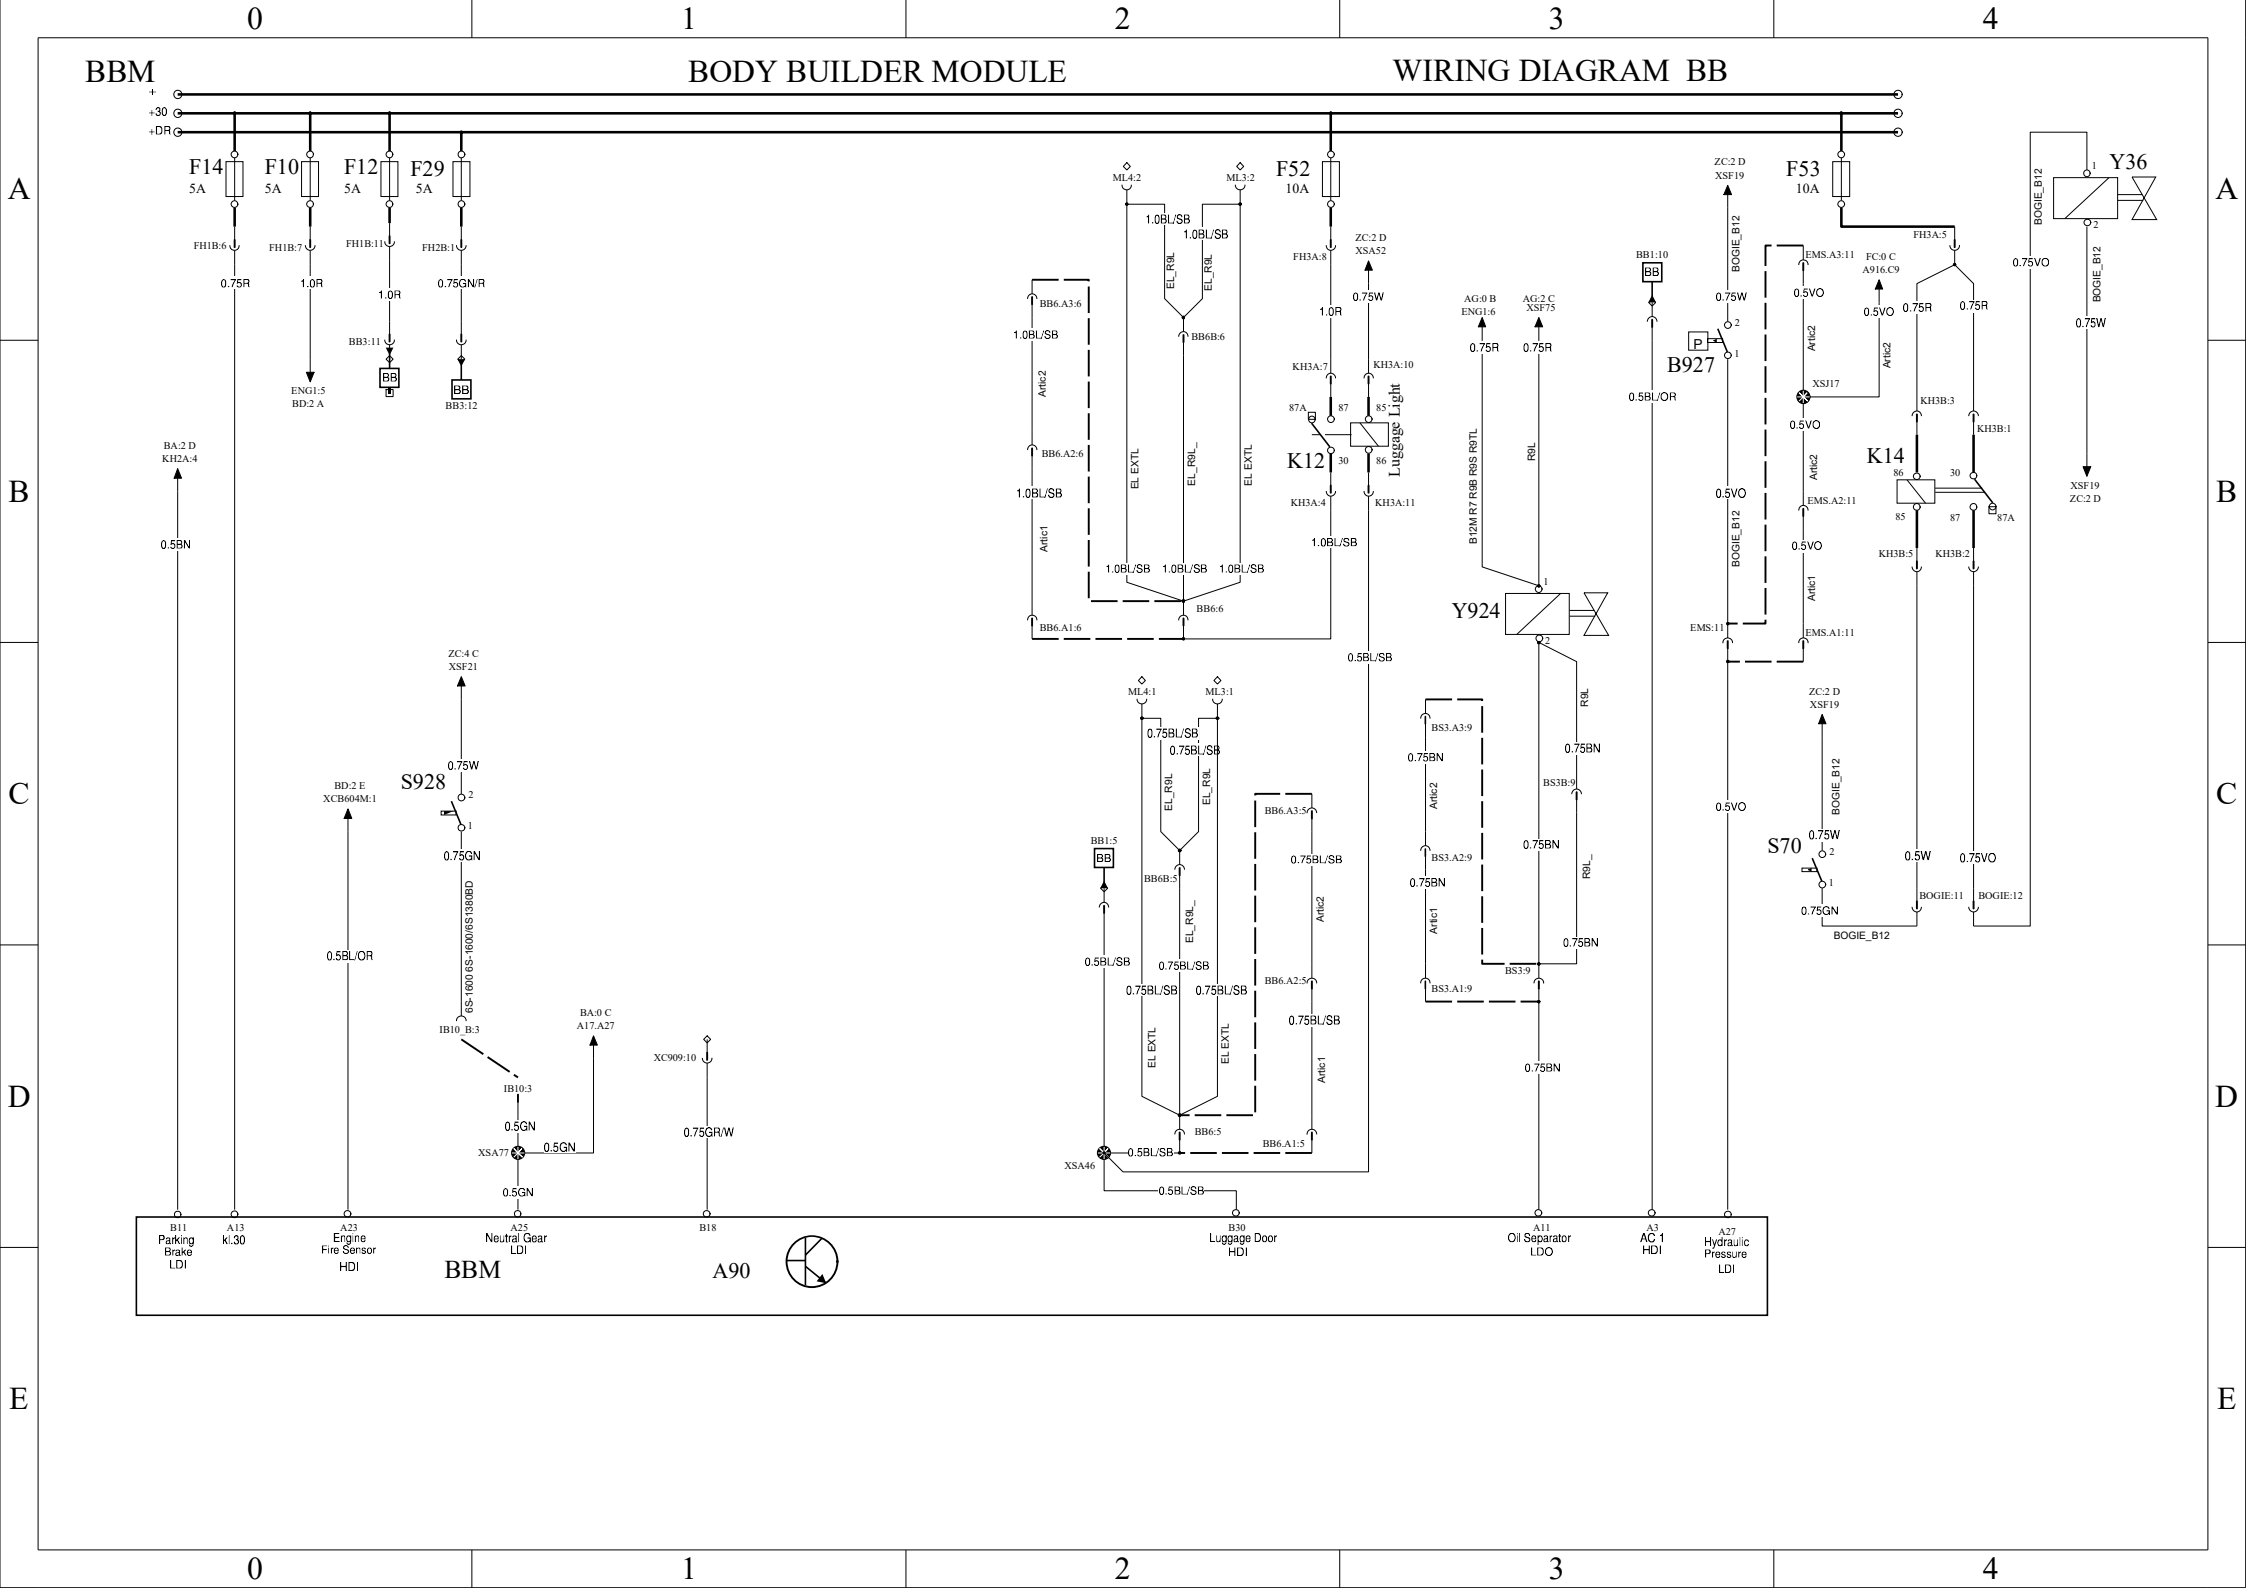 0 1 2 3 4
BBM BODY BUILDER MODULE WIRING DIAGRAM BB
+
+30
+DR
A
F14
5A
F10
5A
F12
5A
F29
5A
FH1B:6
FH1B:7
FH1B:11
FH2B:1
0.75R
1.0R
1.0R
0.75GN/R
BB3:11
BB
BB
BB3:12
ENG1:5
BD:2 A
ML4:2
ML3:2
1.0BL/SB
1.0BL/SB
EL_R9L
EL_R9L
BB6.A3:6
1.0BL/SB
BB6B:6
Artic2
BB6.A2:6
1.0BL/SB
Artic1
EL EXTL
EL_R9L_
EL EXTL
1.0BL/SB
1.0BL/SB
1.0BL/SB
BB6:6
BB6.A1:6
F52
10A
FH3A:8
1.0R
ZC:2 D
XSA52
0.75W
KH3A:7
KH3A:10
87A
87
85
K12
30
86
Luggage Light
KH3A:4
KH3A:11
1.0BL/SB
0.5BL/SB
AG:0 B
ENG1:6
AG:2 C
XSF75
0.75R
0.75R
B12M R7 R9B R9S R9TL
R9L
1
Y924
2
BB1:10
BB
0.5BL/OR
ZC:2 D
XSF19
BOGIE_B12
0.75W
2
P
1
B927
0.5VO
BOGIE_B12
EMS:11
F53
10A
EMS.A3:11
0.5VO
Artic2
FC:0 C
A916.C9
0.5VO
Artic2
XSJ17
0.5VO
Artic2
EMS.A2:11
0.5VO
Artic1
EMS.A1:11
FH3A:5
0.75R
0.75R
KH3B:3
KH3B:1
K14
86
30
85
87
87A
KH3B:5
KH3B:2
BOGIE_B12
0.75VO
1
Y36
2
BOGIE_B12
0.75W
XSF19
ZC:2 D
A
B
BA:2 D
KH2A:4
0.5BN
B
C
ZC:4 C
XSF21
0.75W
S928
2
1
0.75GN
6S-1600 6S-1600/6S1380BD
IB10_B:3
BD:2 E
XCB604M:1
0.5BL/OR
ML4:1
ML3:1
0.75BL/SB
0.75BL/SB
EL_R9L
EL_R9L
BB1:5
BB
BB6B:5
EL_R9L_
0.5BL/SB
0.75BL/SB
0.75BL/SB
0.75BL/SB
EL EXTL
EL EXTL
BB6.A3:5
0.75BL/SB
Artic2
BB6.A2:5
0.75BL/SB
Artic1
BB6:5
BB6.A1:5
BS3.A3:9
0.75BN
Artic2
BS3.A2:9
0.75BN
Artic1
BS3.A1:9
R9L
0.75BN
BS3B:9
0.75BN
R9L_
0.75BN
BS3:9
0.5VO
ZC:2 D
XSF19
BOGIE_B12
0.75W
S70
2
1
0.75GN
BOGIE_B12
0.5W
0.75VO
BOGIE:11
BOGIE:12
C
D
BA:0 C
A17.A27
IB10:3
0.5GN
XSA77
0.5GN
0.5GN
XC909:10
0.75GR/W
XSA46
0.5BL/SB
0.5BL/SB
0.75BN
D
B11
Parking
Brake
LDI
A13
kl.30
A23
Engine
Fire Sensor
HDI
A25
Neutral Gear
LDI
B18
B30
Luggage Door
HDI
A11
Oil Separator
LDO
A3
AC 1
HDI
A27
Hydraulic
Pressure
LDI
BBM
A90
E
E
0 1 2 3 4